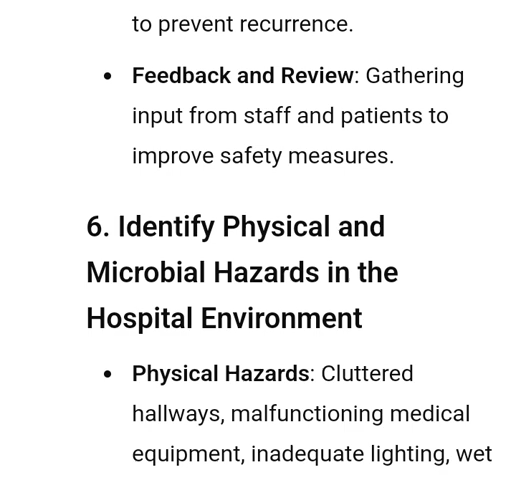 to prevent recurrence.
• Feedback and Review: Gathering
input from staff and patients to
improve safety measures.
6. Identify Physical and
Microbial Hazards in the
Hospital Environment
• Physical Hazards: Cluttered
hallways, malfunctioning medical
equipment, inadequate lighting, wet